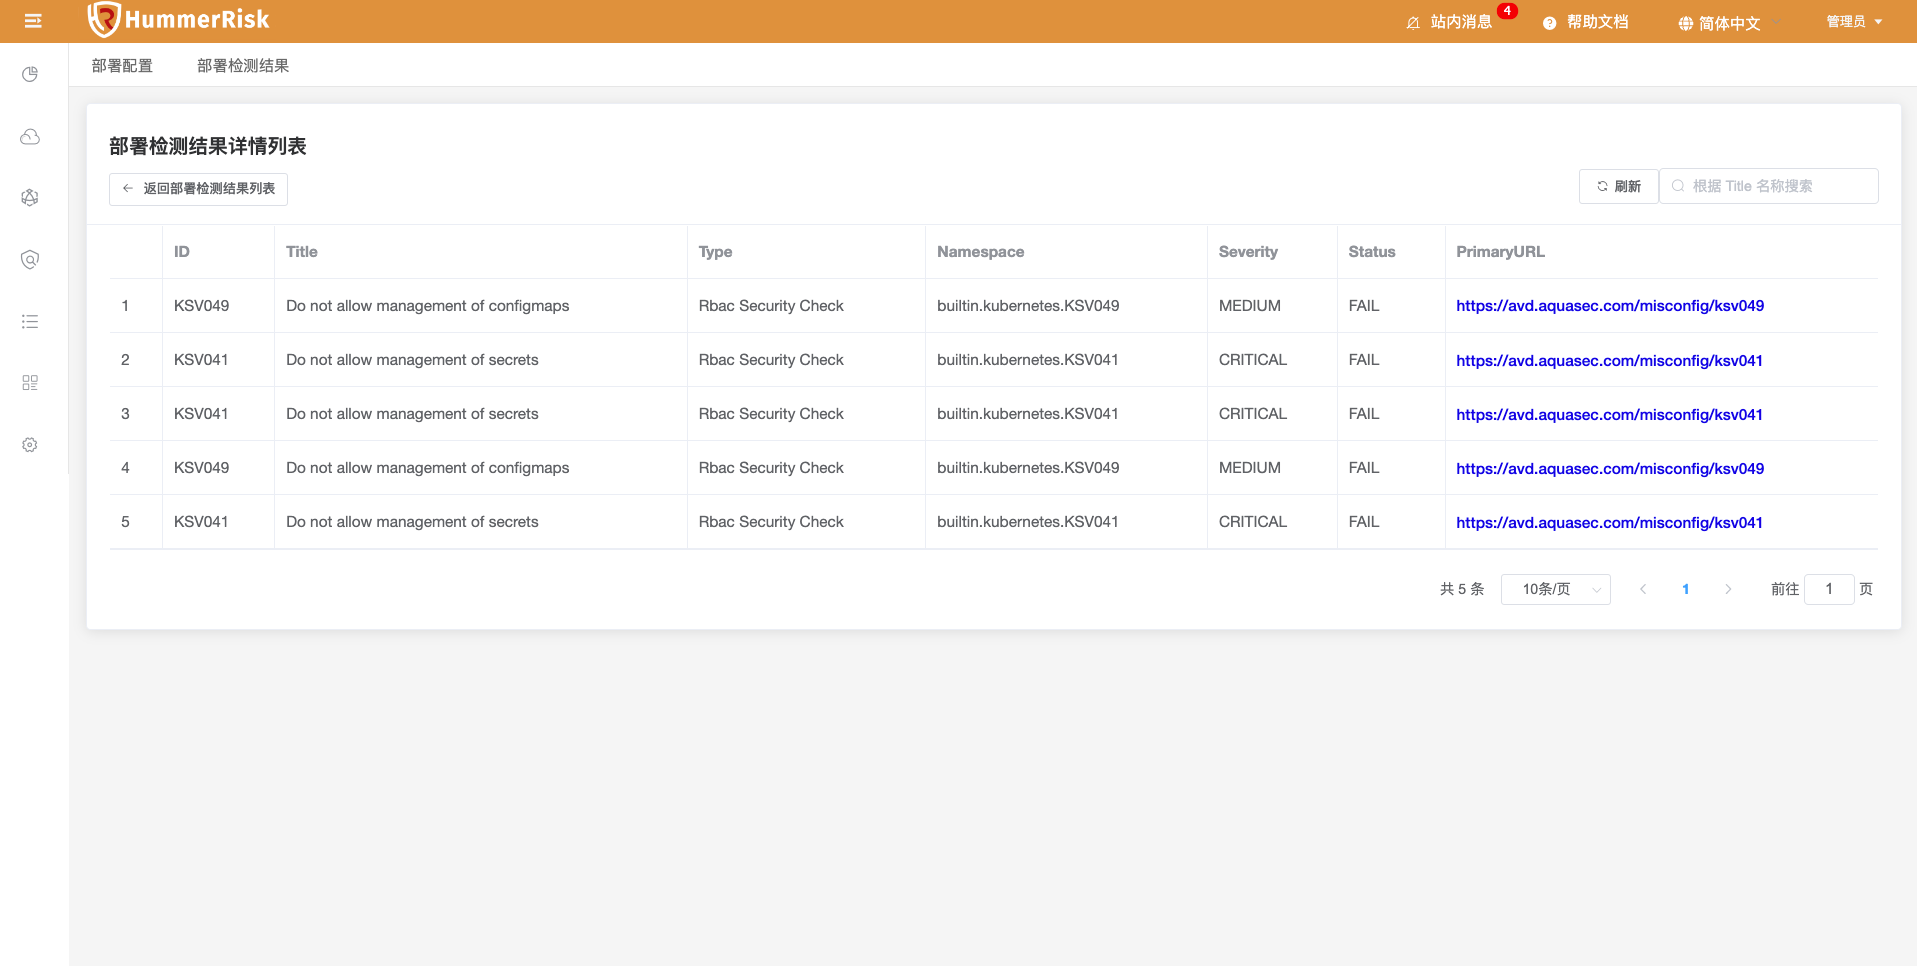 HummerRisk
站内消息 4 帮助文档 简体中文 管理员
部署配置 部署检测结果
部署检测结果详情列表
返回部署检测结果列表 刷新 根据 Title 名称搜索
ID Title Type Namespace Severity Status PrimaryURL
1 KSV049 Do not allow management of configmaps Rbac Security Check builtin.kubernetes.KSV049 MEDIUM FAIL https://avd.aquasec.com/misconfig/ksv049
2 KSV041 Do not allow management of secrets Rbac Security Check builtin.kubernetes.KSV041 CRITICAL FAIL https://avd.aquasec.com/misconfig/ksv041
3 KSV041 Do not allow management of secrets Rbac Security Check builtin.kubernetes.KSV041 CRITICAL FAIL https://avd.aquasec.com/misconfig/ksv041
4 KSV049 Do not allow management of configmaps Rbac Security Check builtin.kubernetes.KSV049 MEDIUM FAIL https://avd.aquasec.com/misconfig/ksv049
5 KSV041 Do not allow management of secrets Rbac Security Check builtin.kubernetes.KSV041 CRITICAL FAIL https://avd.aquasec.com/misconfig/ksv041
共 5 条 10条/页 1 前往 1 页